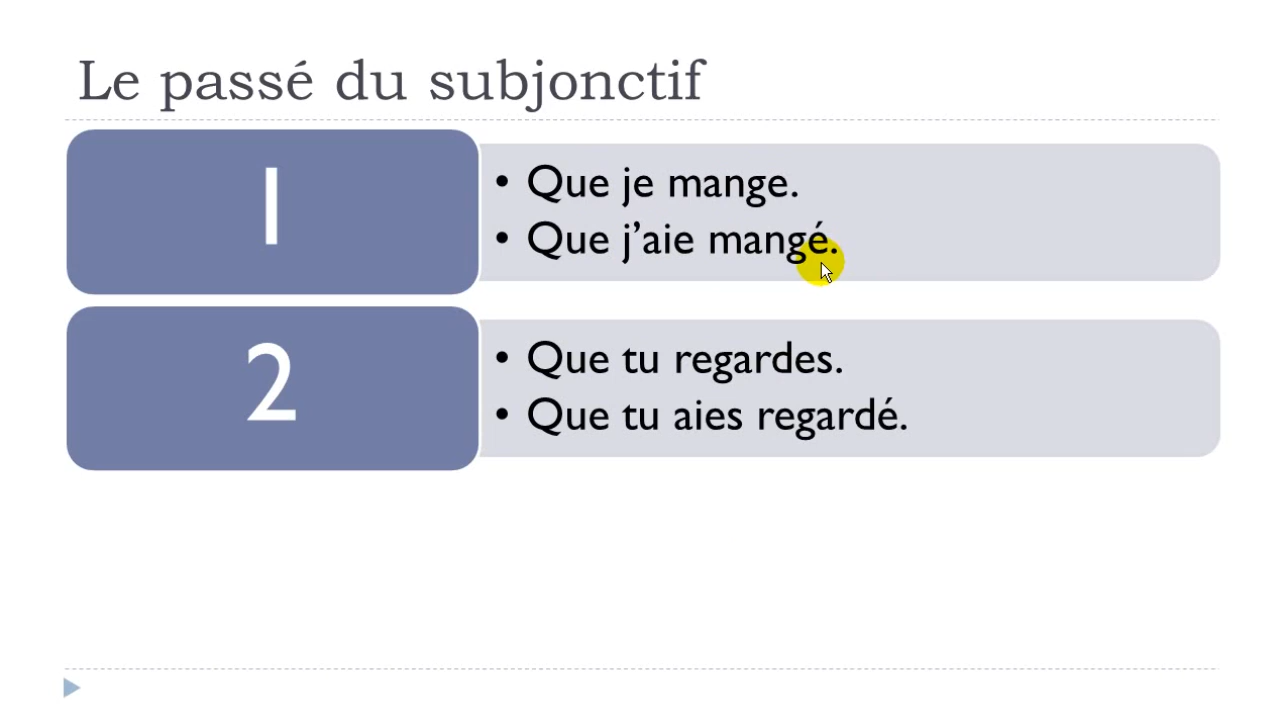 Le passé du subjonctif
1
• Que je mange.
• Que j’aie mangé.
2
• Que tu regardes.
• Que tu aies regardé.